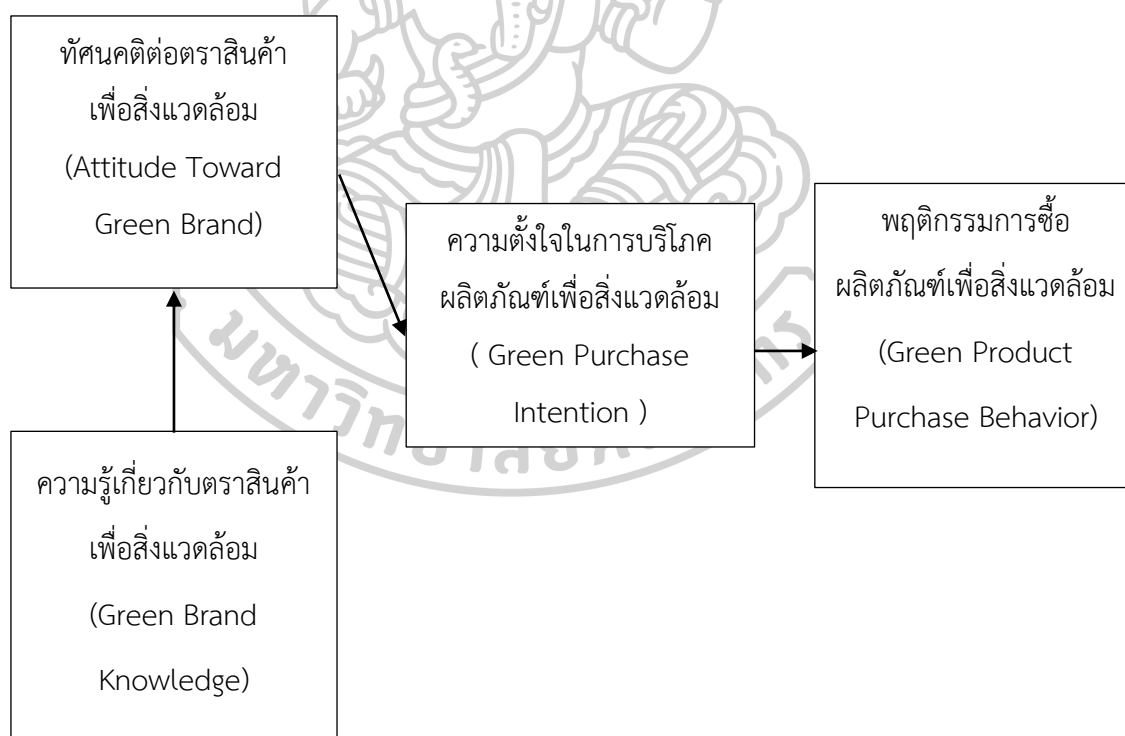 ทัศนคติต่อตราสินค้า
เพื่อสิ่งแวดล้อม
(Attitude Toward
Green Brand)
ความตั้งใจในการบริโภค
ผลิตภัณฑ์เพื่อสิ่งแวดล้อม
( Green Purchase
Intention )
พฤติกรรมการซื้อ
ผลิตภัณฑ์เพื่อสิ่งแวดล้อม
(Green Product
Purchase Behavior)
ความรู้เกี่ยวกับตราสินค้า
เพื่อสิ่งแวดล้อม
(Green Brand
Knowledge)